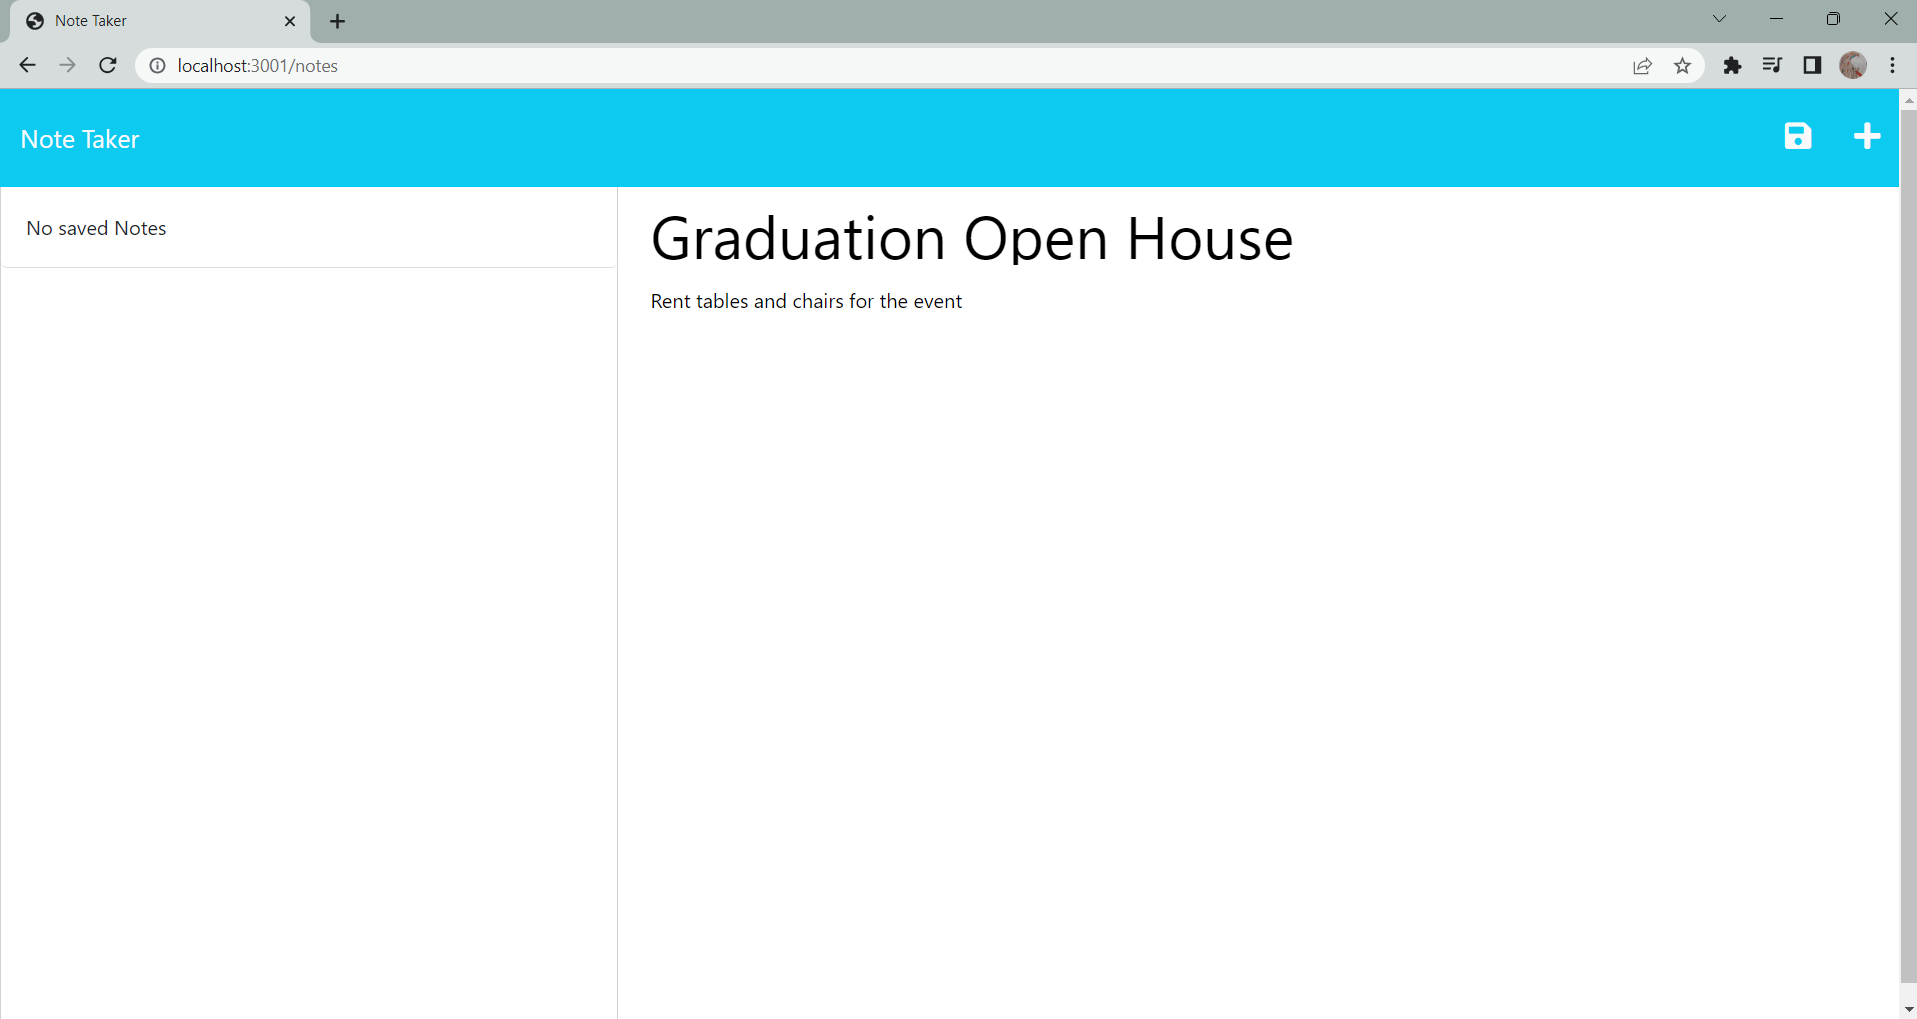 Note Taker
localhost:3001/notes
Note Taker
No saved Notes
Graduation Open House
Rent tables and chairs for the event